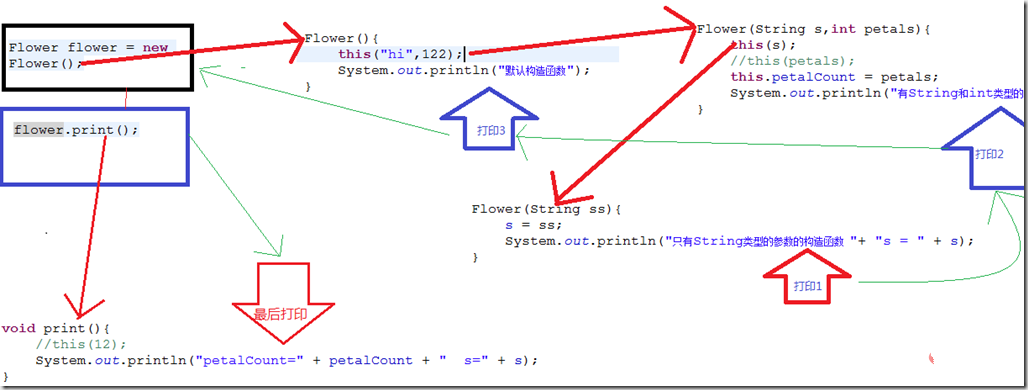 Flower flower = new
Flower();
flower.print();
Flower(){
this("hi",122);
System.out.println("默认构造函数");
}
打印3
Flower(String s,int petals){
this(s);
//this(petals);
this.petalCount = petals;
System.out.println("有String和int类型的
}
打印2
Flower(String ss){
s = ss;
System.out.println("只有String类型的参数的构造函数 "+ "s = " + s);
}
打印1
最后打印
void print(){
//this(12);
System.out.println("petalCount=" + petalCount + "  s=" + s);
}